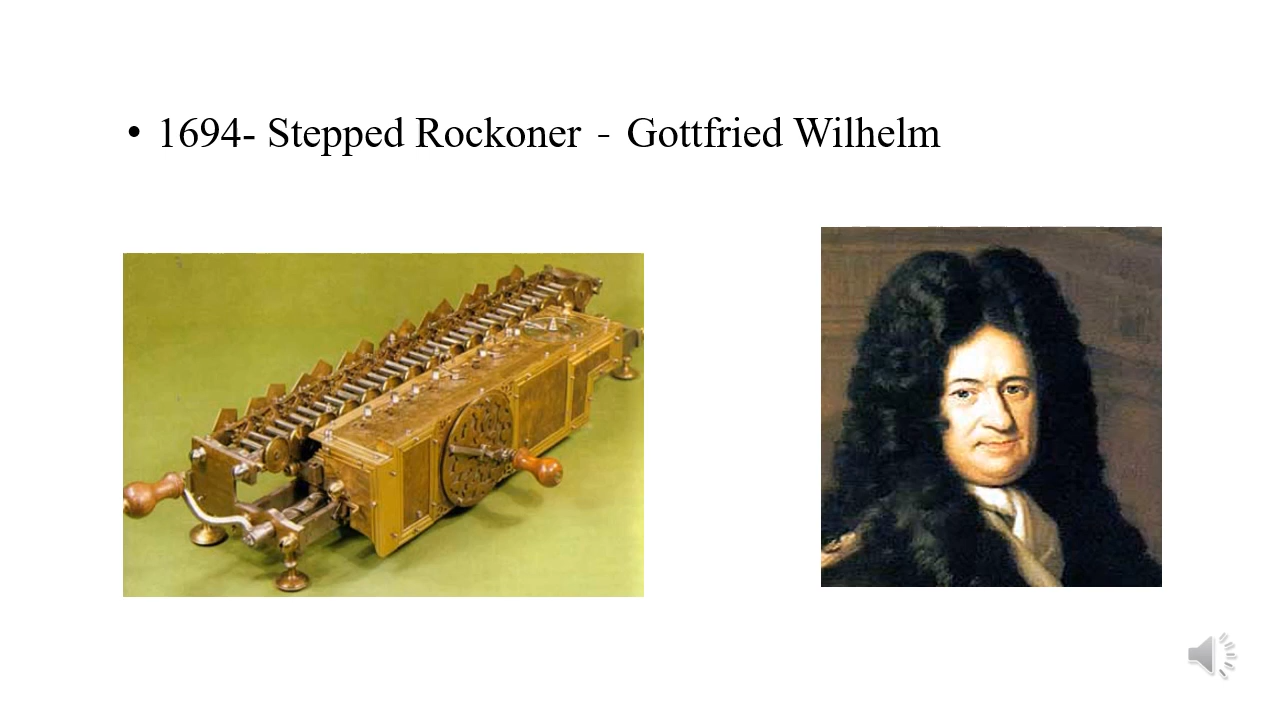 • 1694- Stepped Rockoner - Gottfried Wilhelm